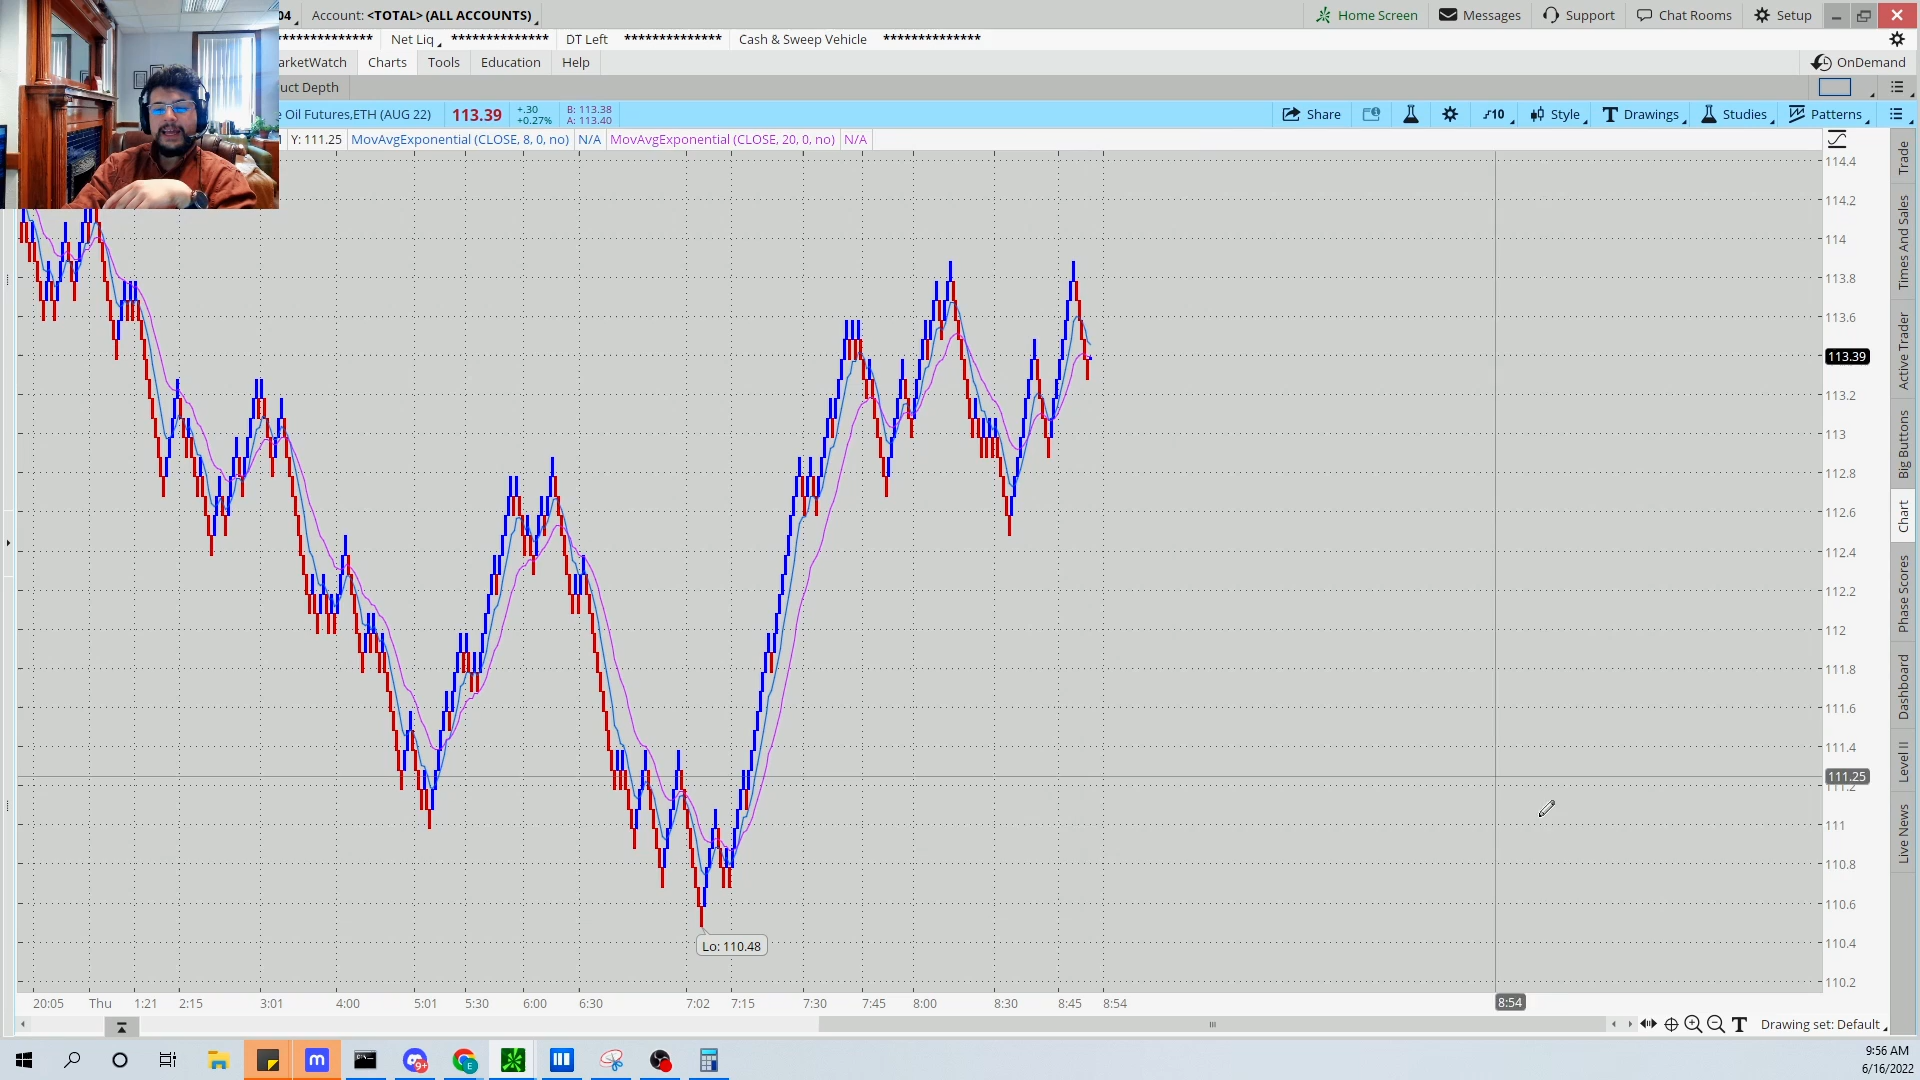 04 Account: <TOTAL> (ALL ACCOUNTS) Home Screen Messages Support Chat Rooms Setup
************** Net Liq ************** DT Left ************** Cash & Sweep Vehicle **************
arketWatch Charts Tools Education Help OnDemand
uct Depth
e Oil Futures,ETH (AUG 22) 113.39 +.30 +0.27% B: 113.38 A: 113.40 Share 10 Style Drawings Studies Patterns
Y: 111.25 MovAvgExponential (CLOSE, 8, 0, no) N/A MovAvgExponential (CLOSE, 20, 0, no) N/A
114.4
114.2
114
113.8
113.6
113.39
113.2
113
112.8
112.6
112.4
112.2
112
111.8
111.6
111.4
111.25
111.2
111
110.8
110.6
110.4
110.2
Lo: 110.48
20:05 Thu 1:21 2:15 3:01 4:00 5:01 5:30 6:00 6:30 7:02 7:15 7:30 7:45 8:00 8:30 8:45 8:54 8:54
Trade
Times And Sales
Active Trader
Big Buttons
Chart
Phase Scores
Dashboard
Level II
Live News
Drawing set: Default
9+ E
9:56 AM
6/16/2022